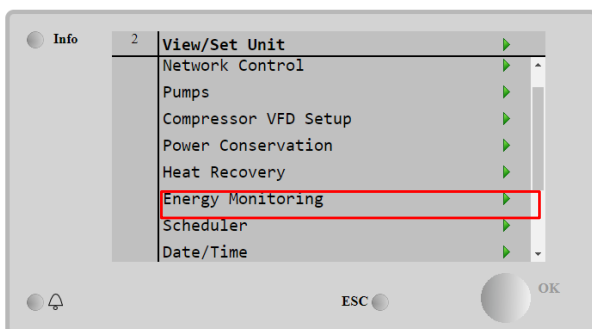 Info
2 View/Set Unit
Network Control
Pumps
Compressor VFD Setup
Power Conservation
Heat Recovery
Energy Monitoring
Scheduler
Date/Time
ESC
OK